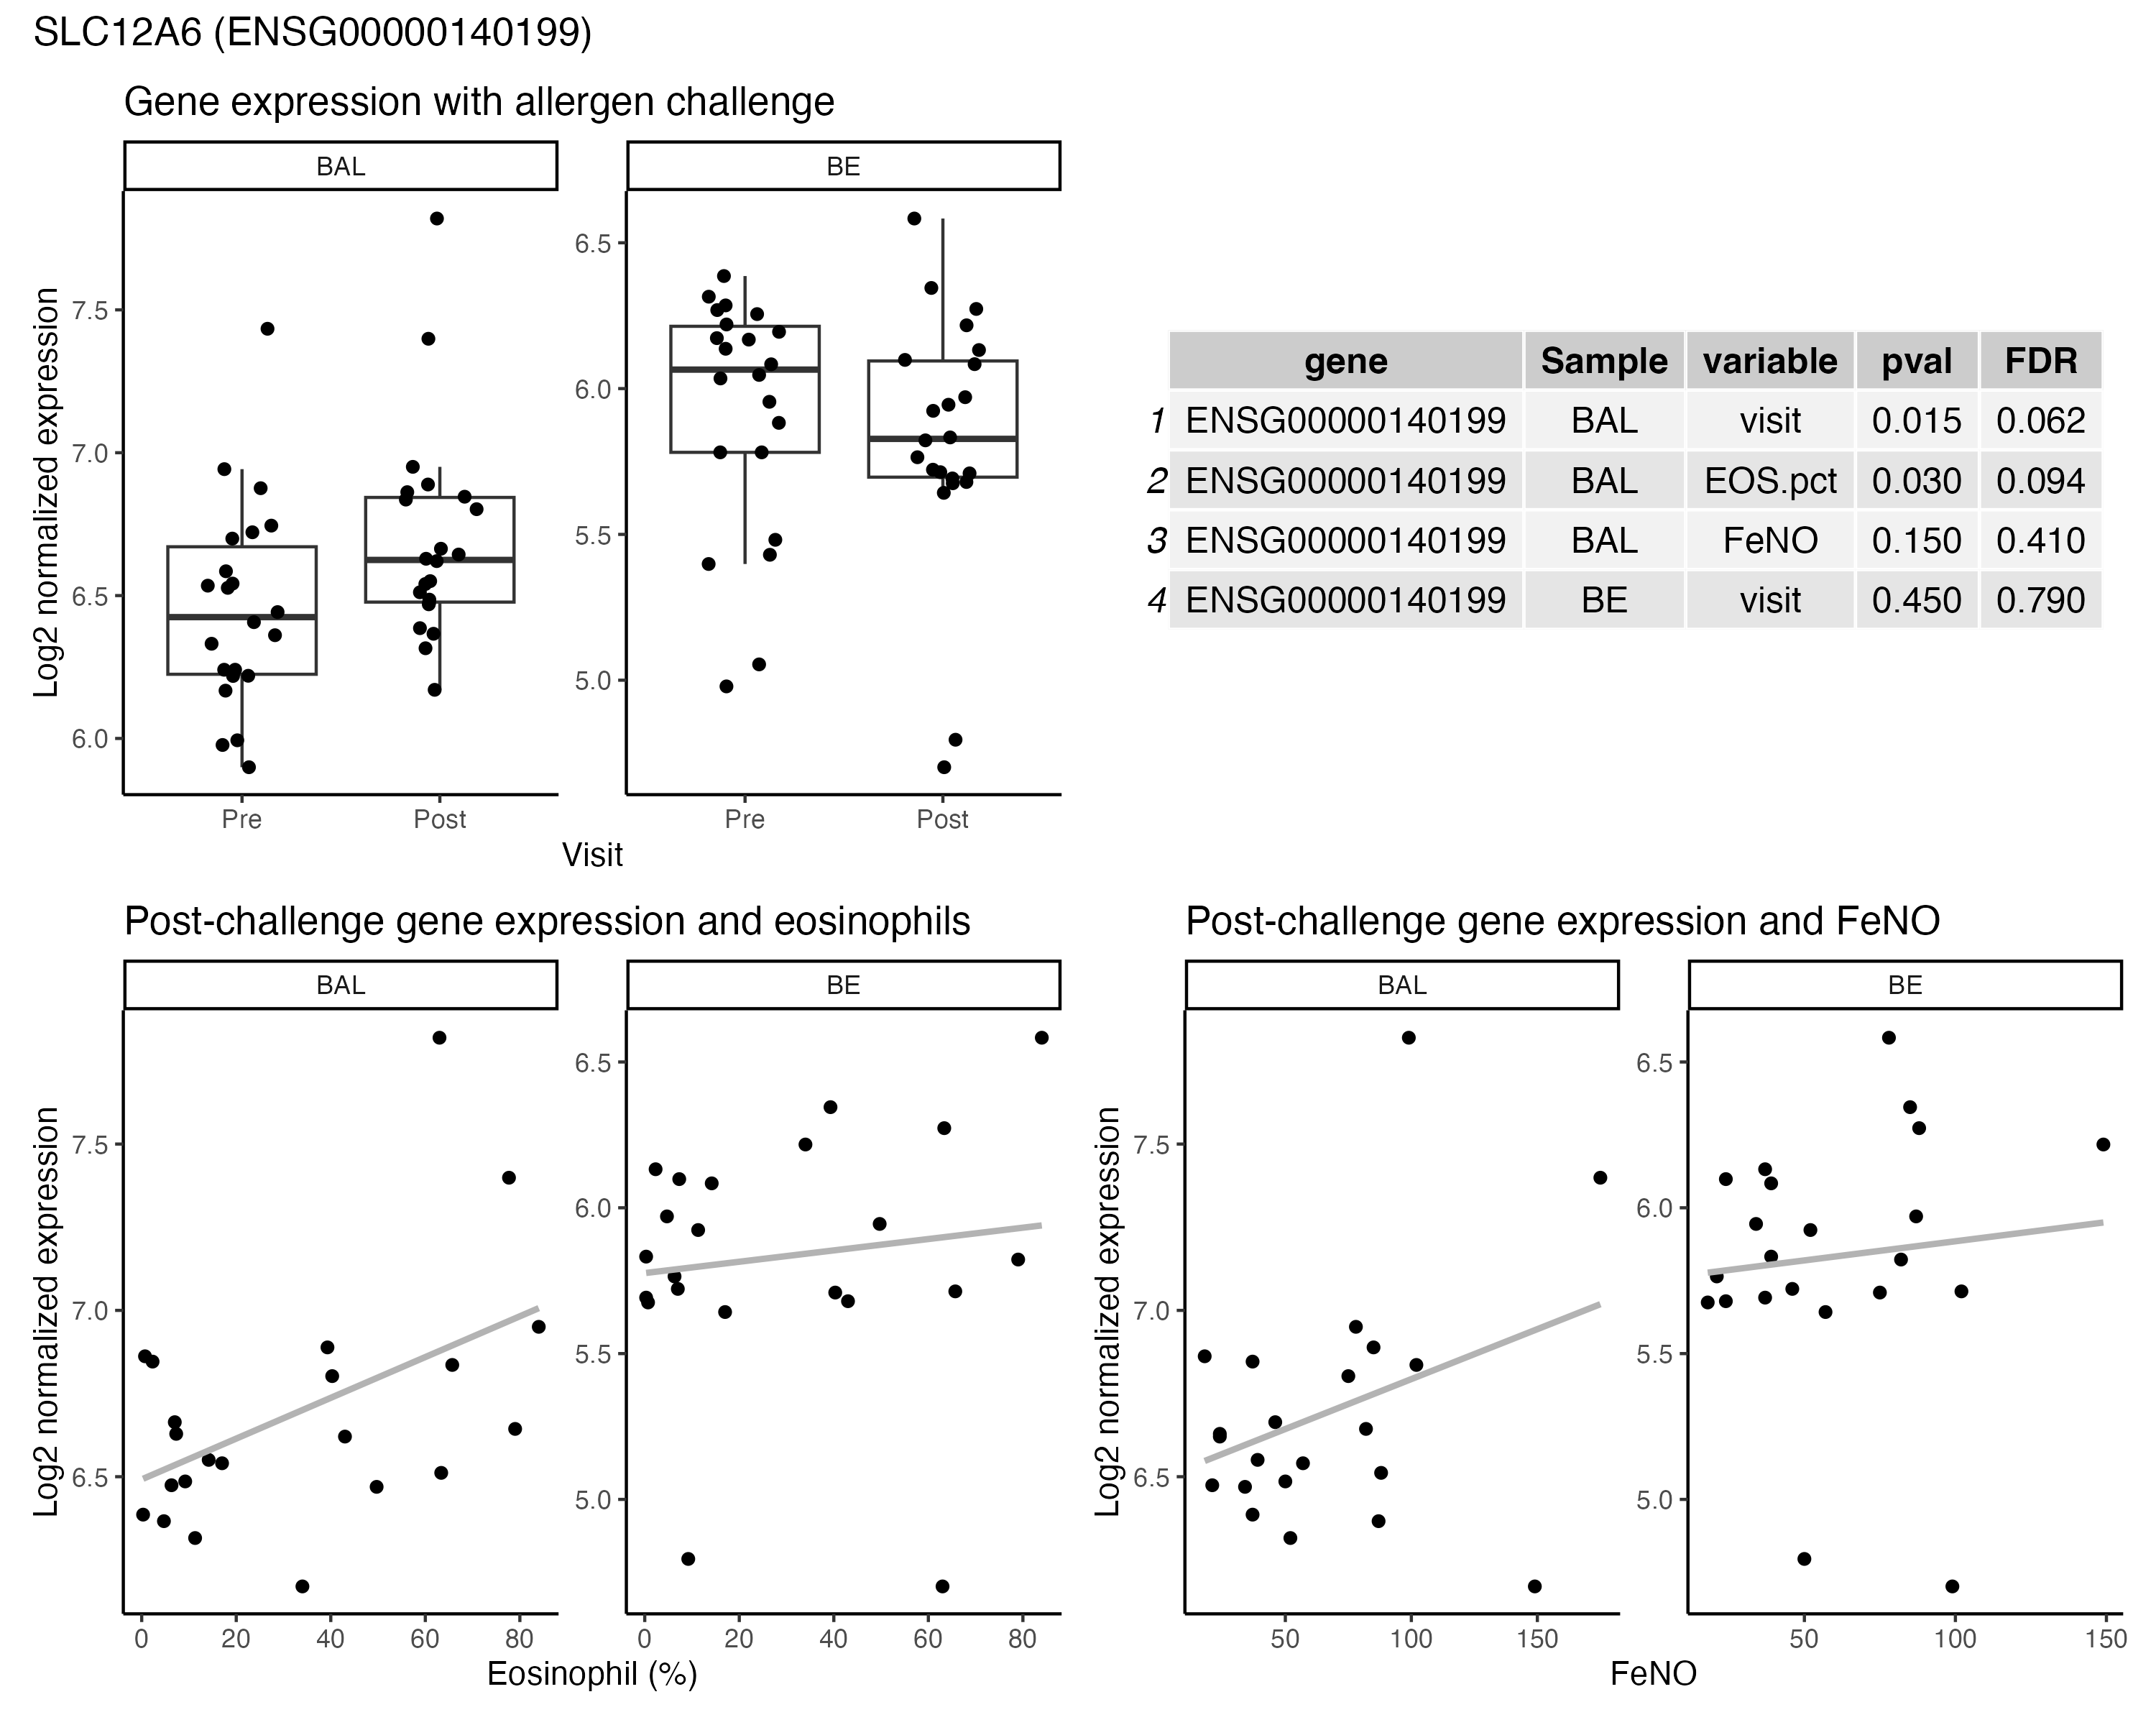 SLC12A6 (ENSG00000140199)
Gene expression with allergen challenge
BAL
BE
Log2 normalized expression
7.5
7.0
6.5
6.0
6.5
6.0
5.5
5.0
Pre
Post
Pre
Post
Visit
gene Sample variable pval FDR
1 ENSG00000140199 BAL visit 0.015 0.062
2 ENSG00000140199 BAL EOS.pct 0.030 0.094
3 ENSG00000140199 BAL FeNO 0.150 0.410
4 ENSG00000140199 BE visit 0.450 0.790
Post-challenge gene expression and eosinophils
BAL
BE
Log2 normalized expression
7.5
7.0
6.5
6.5
6.0
5.5
5.0
0 20 40 60 80
0 20 40 60 80
Eosinophil (%)
Post-challenge gene expression and FeNO
BAL
BE
Log2 normalized expression
7.5
7.0
6.5
6.5
6.0
5.5
5.0
50 100 150
50 100 150
FeNO